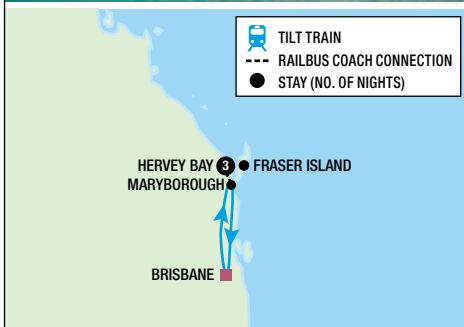 TILT TRAIN
RAILBUS COACH CONNECTION
STAY (NO. OF NIGHTS)
HERVEY BAY 3 FRASER ISLAND
MARYBOROUGH
BRISBANE